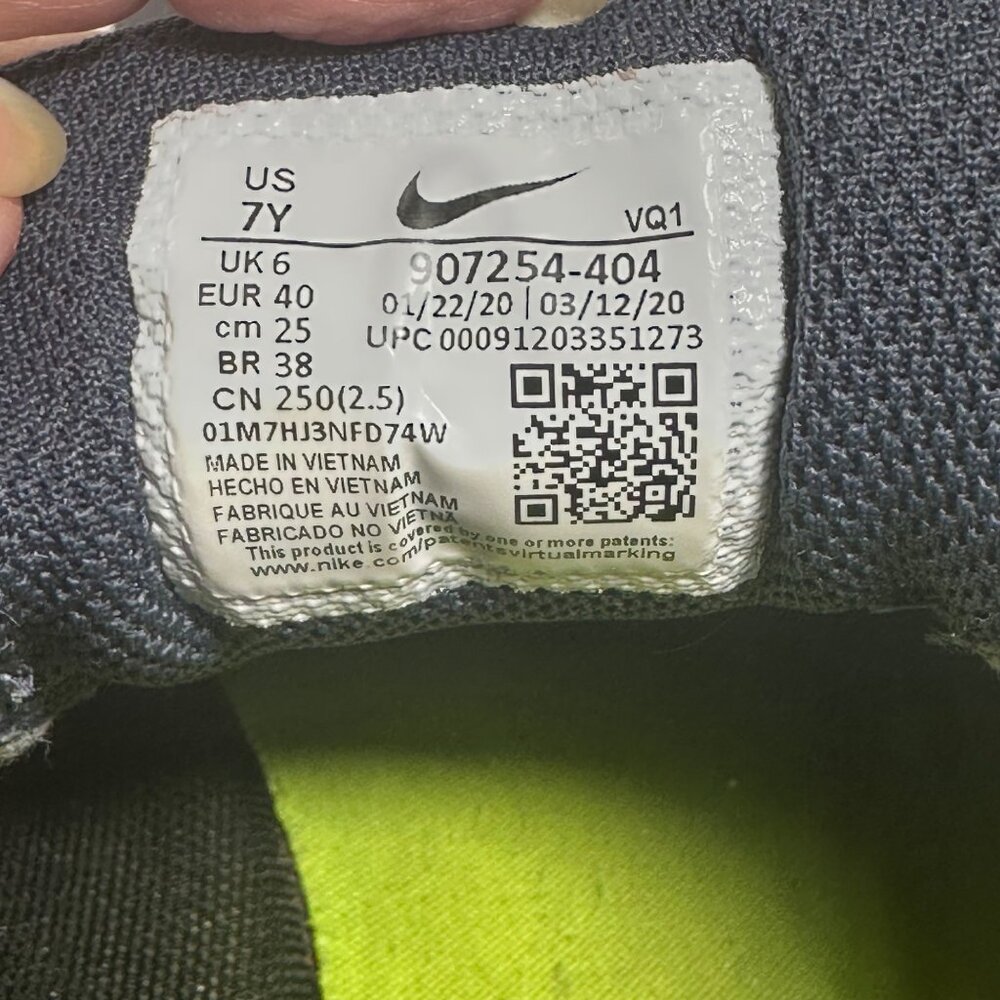 US
7Y
VQ1
UK 6
907254-404
EUR 40
01/22/20 | 03/12/20
cm 25
UPC 00091203351273
BR 38
CN 250(2.5)
01M7HJ3NFD74W
MADE IN VIETNAM
HECHO EN VIETNAM
FABRIQUE AU VIETNAM
FABRICADO NO VIETNA
This product is covered by one or more patents:
www.nike.com/patentsvirtualmarking